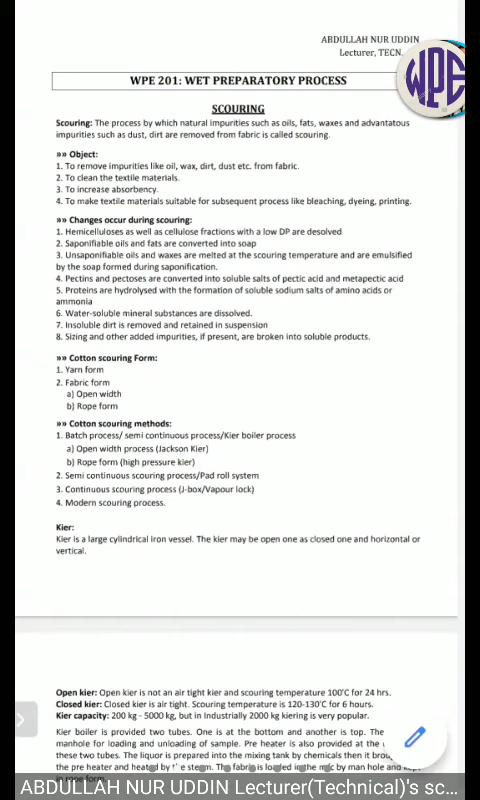 ABDULLAH NUR UDDIN
Lecturer, TECN.
WPE
WPE 201: WET PREPARATORY PROCESS
SCOURING
Scouring: The process by which natural impurities such as oils, fats, waxes and advantatous
impurities such as dust, dirt are removed from fabric is called scouring.
»» Object:
1. To remove impurities like oil, wax, dirt, dust etc. from fabric.
2. To clean the textile materials.
3. To increase absorbency.
4. To make textile materials suitable for subsequent process like bleaching, dyeing, printing.
»» Changes occur during scouring:
1. Hemicelluloses as well as cellulose fractions with a low DP are desolved
2. Saponifiable oils and fats are converted into soap
3. Unsaponifiable oils and waxes are melted at the scouring temperature and are emulsified
by the soap formed during saponification.
4. Pectins and pectoses are converted into soluble salts of pectic acid and metapectic acid
5. Proteins are hydrolysed with the formation of soluble sodium salts of amino acids or
ammonia
6. Water-soluble mineral substances are dissolved.
7. Insoluble dirt is removed and retained in suspension
8. Sizing and other added impurities, if present, are broken into soluble products.
»» Cotton scouring Form:
1. Yarn form
2. Fabric form
a) Open width
b) Rope form
»» Cotton scouring methods:
1. Batch process/ semi continuous process/Kier boiler process
a) Open width process (Jackson Kier)
b) Rope form (high pressure kier)
2. Semi continuous scouring process/Pad roll system
3. Continuous scouring process (J-box/Vapour lock)
4. Modern scouring process.
Kier:
Kier is a large cylindrical iron vessel. The kier may be open one as closed one and horizontal or
vertical.
Open kier: Open kier is not an air tight kier and scouring temperature 100°C for 24 hrs.
Closed kier: Closed kier is air tight. Scouring temperature is 120-130°C for 6 hours.
Kier capacity: 200 kg - 5000 kg, but in Industrially 2000 kg kiering is very popular.
Kier boiler is provided two tubes. One is at the bottom and another is top. The
manhole for loading and unloading of sample. Pre heater is also provided at the
these two tubes. The liquor is prepared into the mixing tank by chemicals then it
the pre heater and heated by steam. The fabric is loaded in the by man hole and
in rope form.
ABDULLAH NUR UDDIN Lecturer(Technical)'s sc...